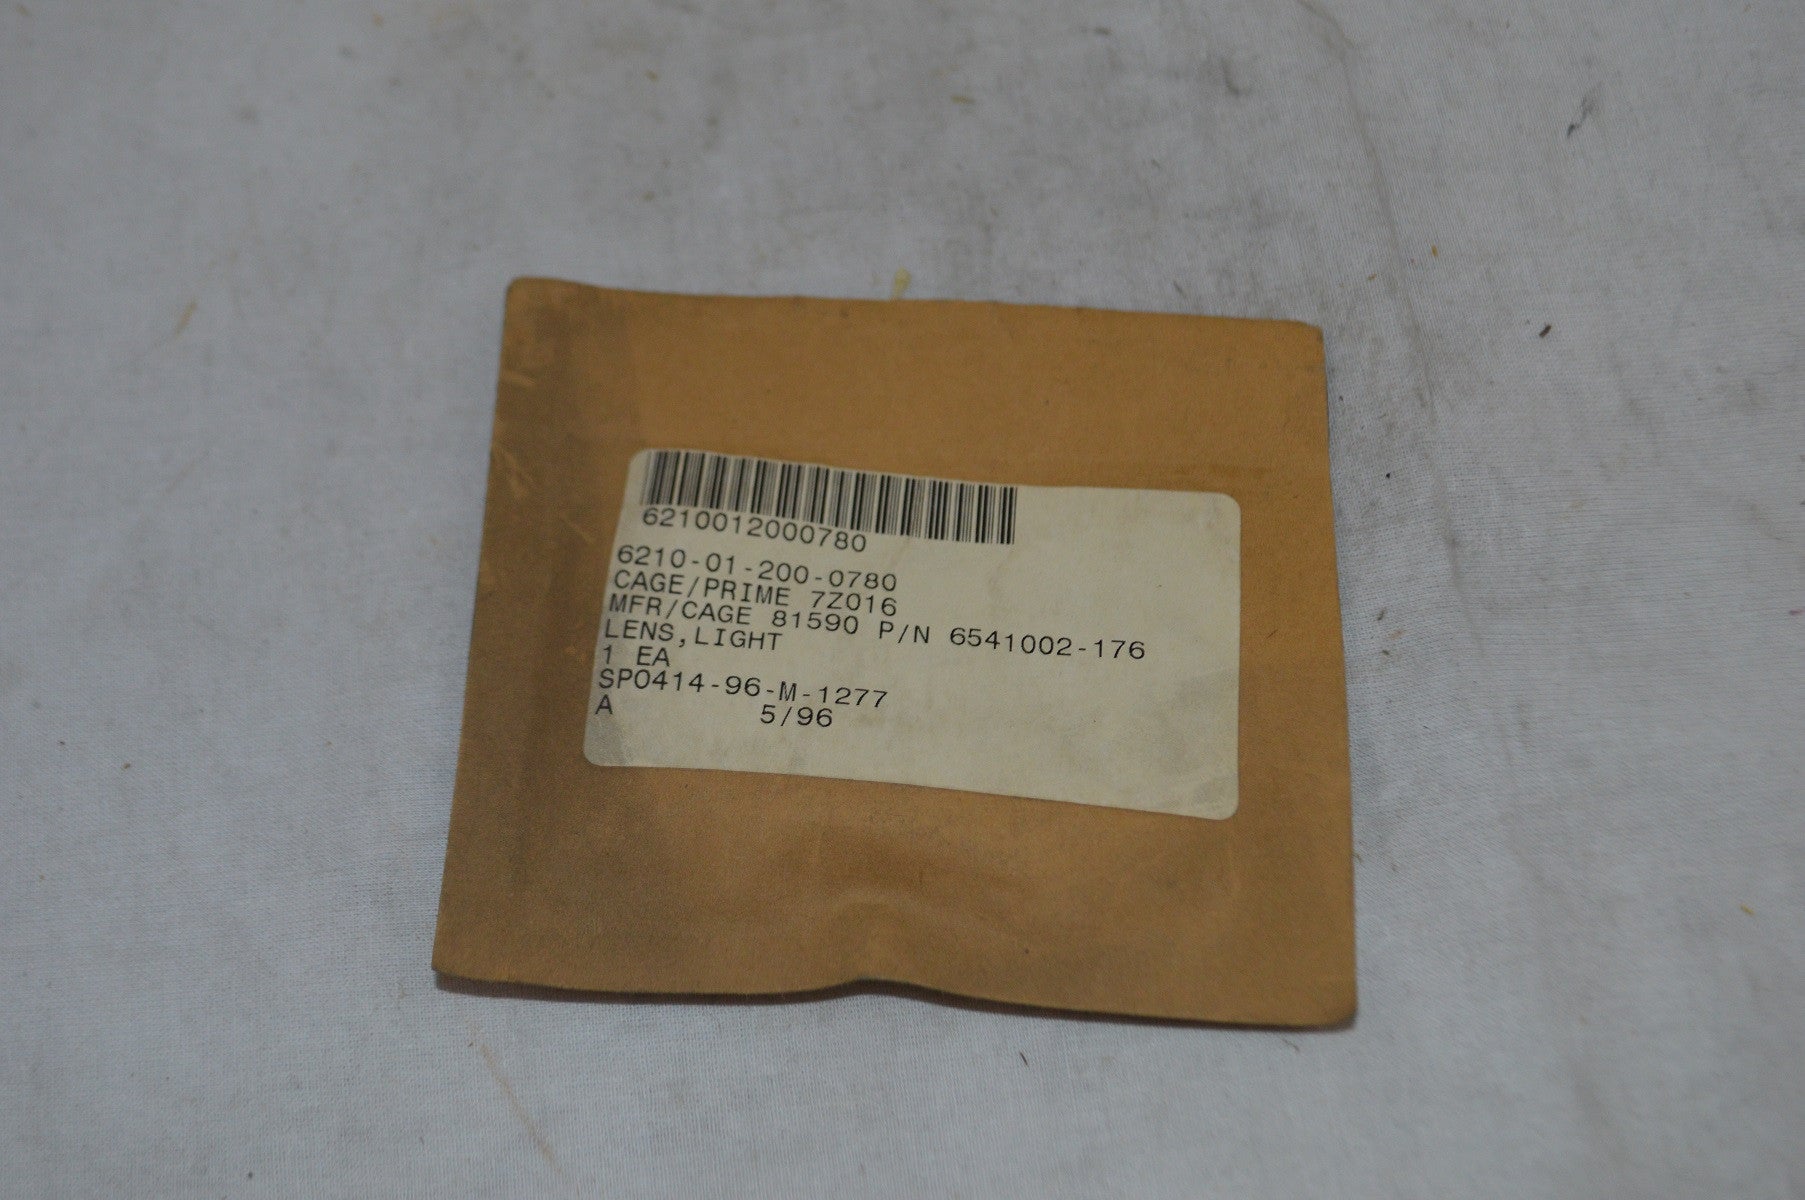 6210012000780
6210-01-200-0780
CAGE/PRIME 7Z016
MFR/CAGE 81590 P/N 6541002-176
LENS,LIGHT
1 EA
SPO414-96-M-1277
A 5/96